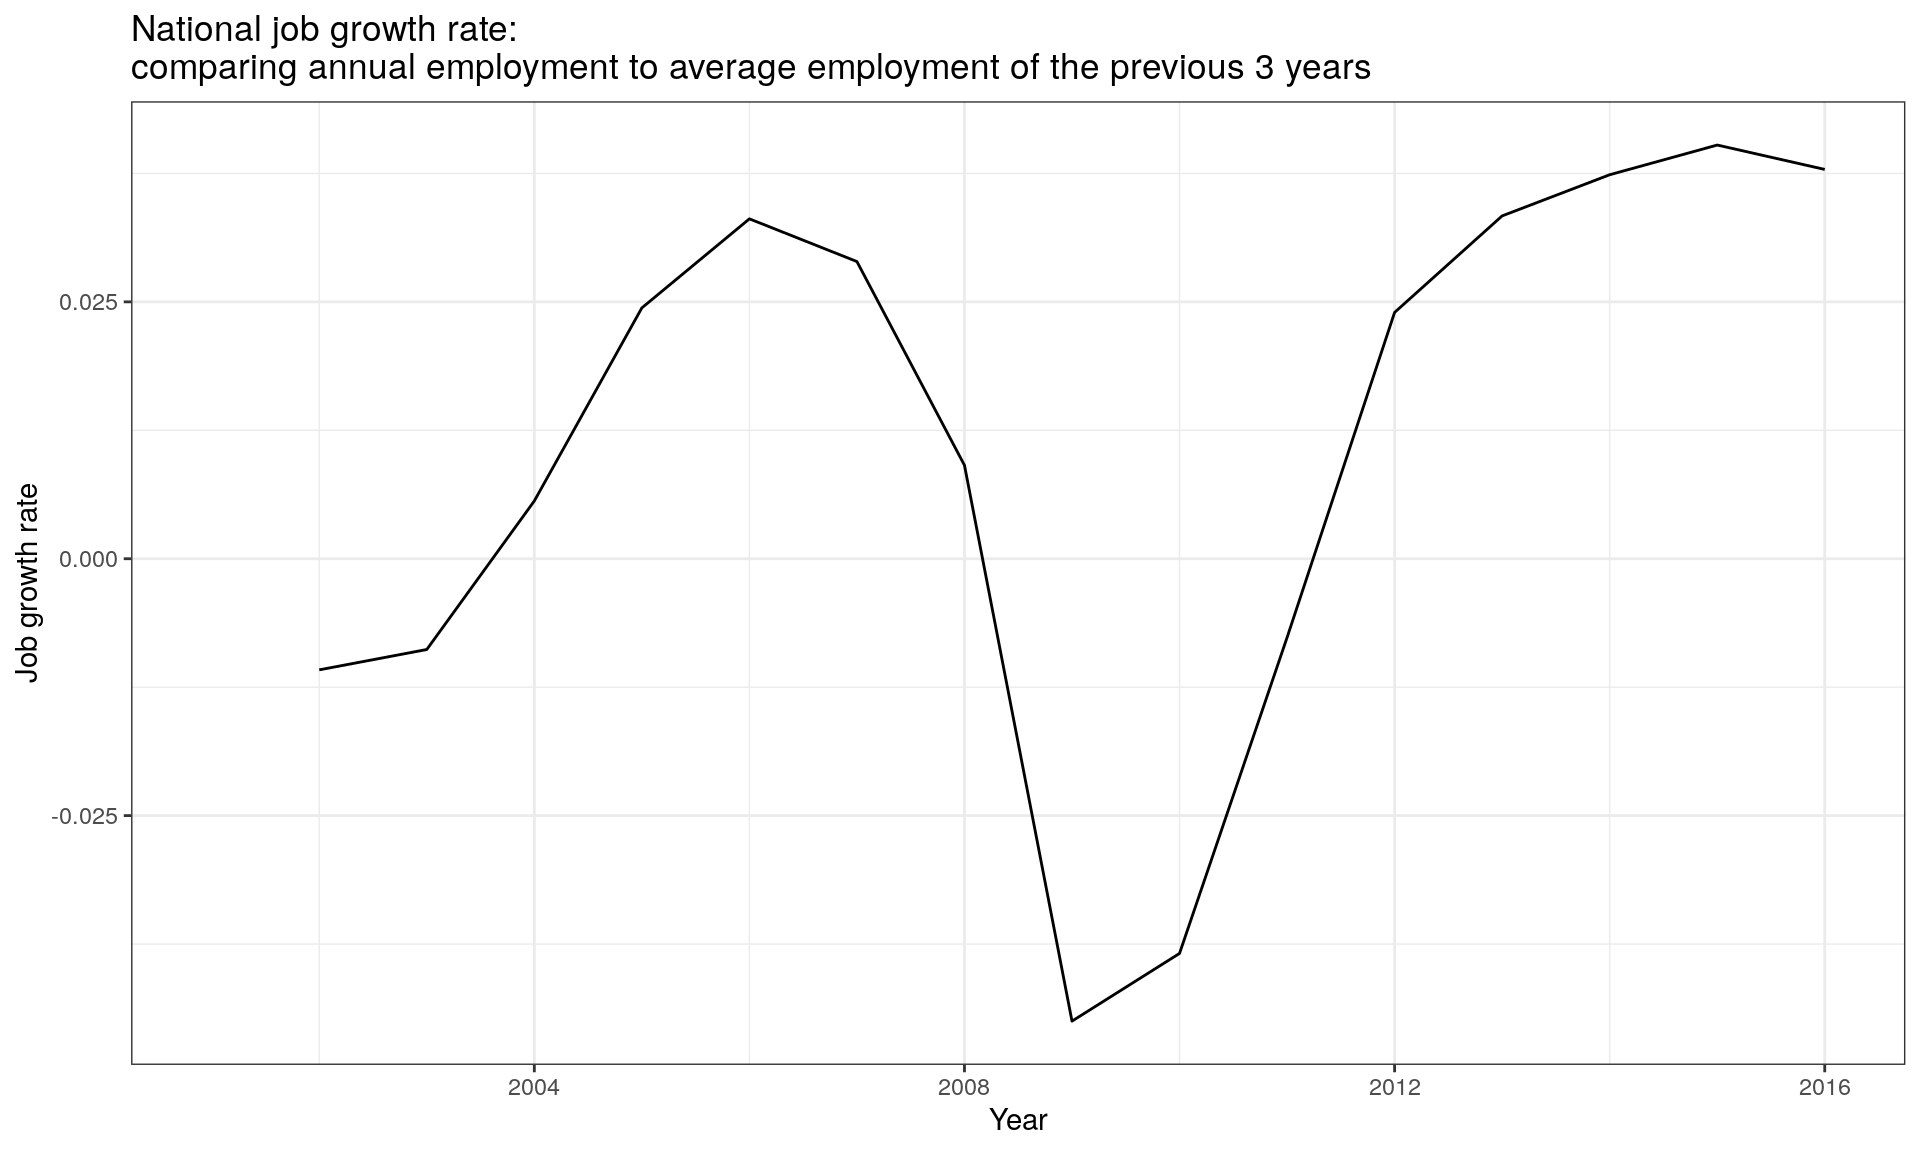 National job growth rate:
comparing annual employment to average employment of the previous 3 years
Job growth rate
0.025
0.000
-0.025
2004 2008 2012 2016
Year